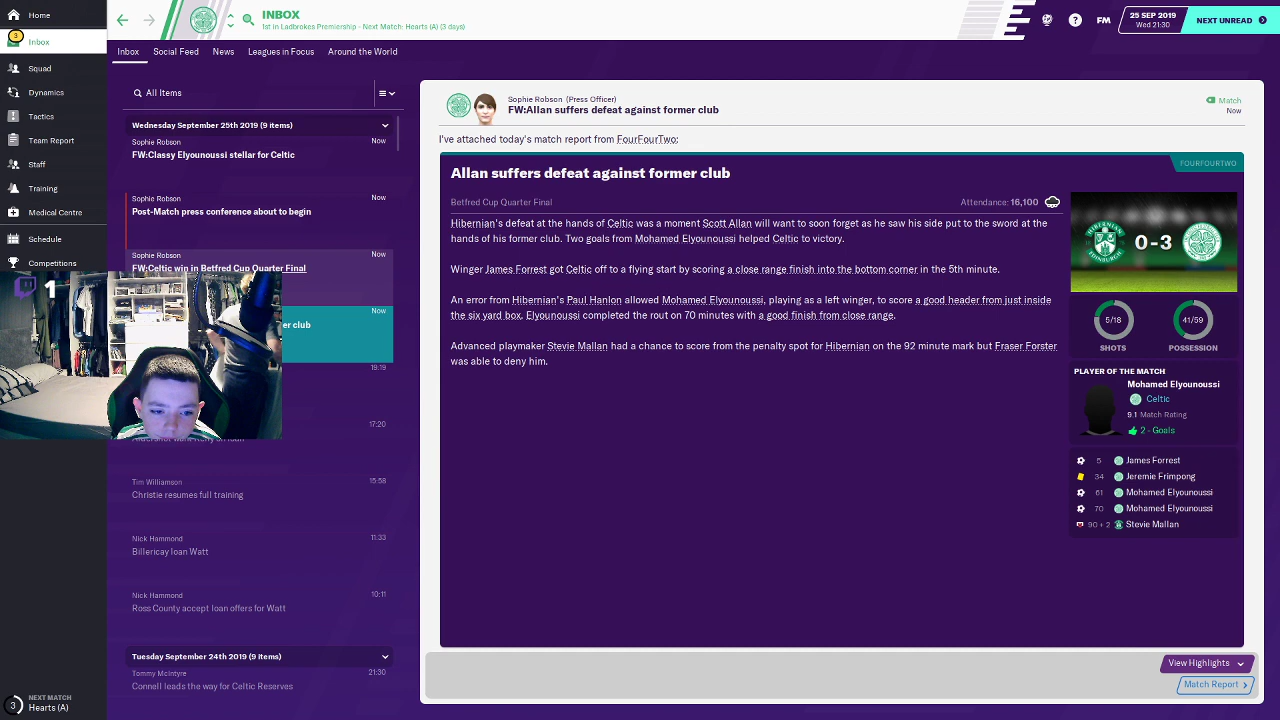 INBOX
1st in Ladbrokes Premiership - Next Match: Hearts (A) (3 days)
FM
25 SEP 2019
Wed 21:30
NEXT UNREAD
3
Inbox
Squad
Dynamics
Tactics
Team Report
Staff
Training
Medical Centre
Competitions
Inbox
Social Feed
News
Leagues in Focus
Around the World
All Items
Wednesday September 25th 2019 (9 items)
Sophie Robson
Now
FW:Classy Elyounoussi stellar for Celtic
Sophie Robson
Now
Post-Match press conference about to begin
Sophie Robson
Now
FW:Celtic win in Betfred Cup Quarter Final
1
Now
er club
19:19
17:20
Tim Williamson
15:58
Christie resumes full training
Nick Hammond
11:33
Billericay loan Watt
Nick Hammond
10:11
Ross County accept loan offers for Watt
Tuesday September 24th 2019 (9 items)
Tommy McIntyre
21:30
Connell leads the way for Celtic Reserves
3
NEXT MATCH
Hearts (A)
Sophie Robson (Press Officer)
FW:Allan suffers defeat against former club
Match
Now
I've attached today's match report from FourFourTwo:
FOURFOURTWO
Allan suffers defeat against former club
Betfred Cup Quarter Final
Attendance: 16,100
Hibernian's defeat at the hands of Celtic was a moment Scott Allan will want to soon forget as he saw his side put to the sword at the
hands of his former club. Two goals from Mohamed Elyounoussi helped Celtic to victory.
Winger James Forrest got Celtic off to a flying start by scoring a close range finish into the bottom corner in the 5th minute.
An error from Hibernian's Paul Hanlon allowed Mohamed Elyounoussi, playing as a left winger, to score a good header from just inside
the six yard box. Elyounoussi completed the rout on 70 minutes with a good finish from close range.
Advanced playmaker Stevie Mallan had a chance to score from the penalty spot for Hibernian on the 92 minute mark but Fraser Forster
was able to deny him.
0 - 3
5/18
SHOTS
41/59
POSSESSION
PLAYER OF THE MATCH
Mohamed Elyounoussi
Celtic
9.1 Match Rating
2 - Goals
5 James Forrest
34 Jeremie Frimpong
61 Mohamed Elyounoussi
70 Mohamed Elyounoussi
90 + 2 Stevie Mallan
View Highlights
Match Report